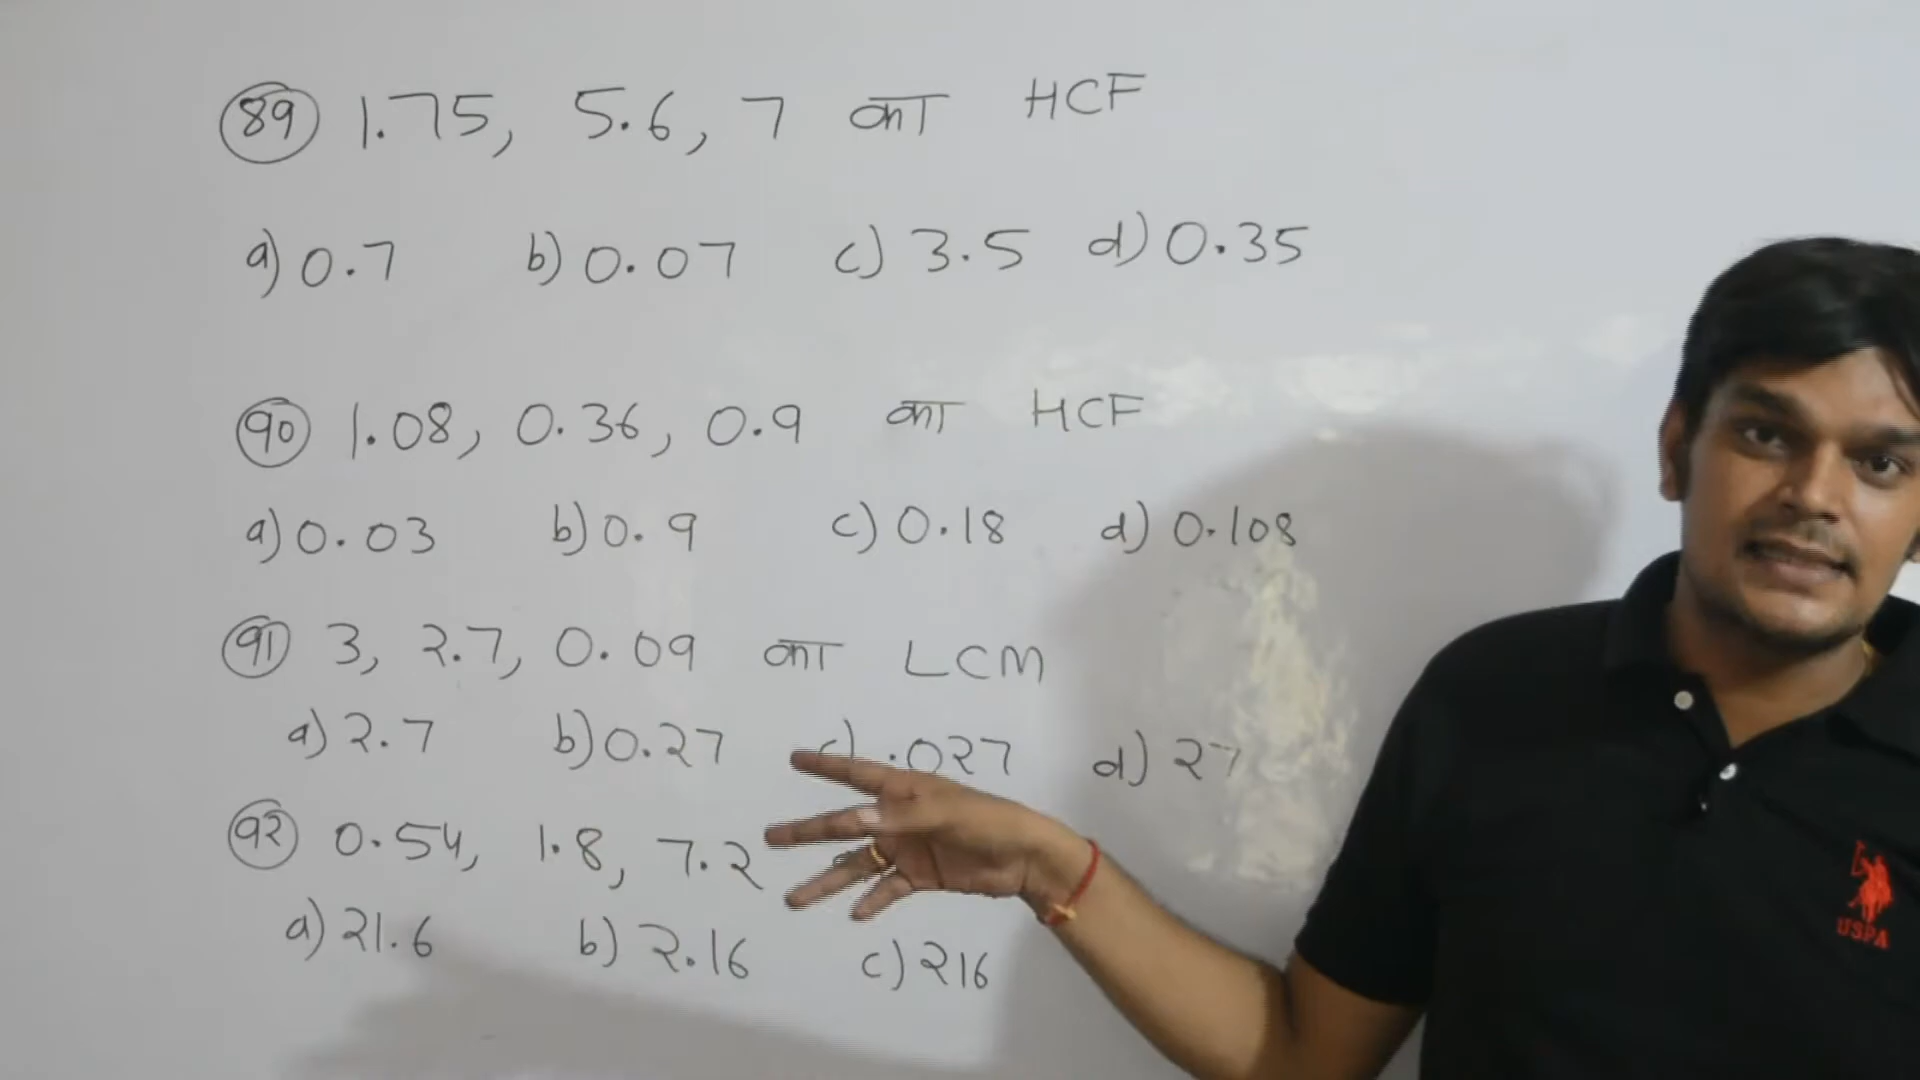 89 1.75, 5.6, 7 का HCF
a) 0.7 b) 0.07 c) 3.5 d) 0.35
90 1.08, 0.36, 0.9 का HCF
a) 0.03 b) 0.9 c) 0.18 d) 0.108
91 3, 2.7, 0.09 का LCM
a) 2.7 b) 0.27 c) .027 d) 27
92 0.54, 1.8, 7.2
a) 21.6 b) 2.16 c) 216
USPA